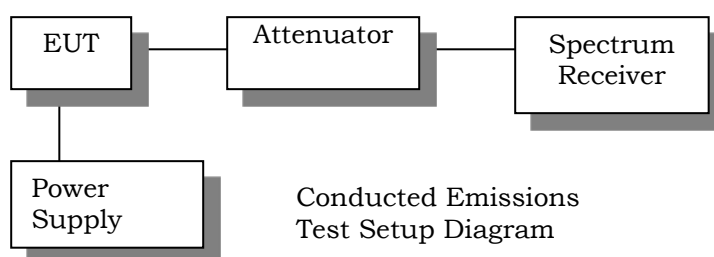 EUT
Attenuator
Spectrum
Receiver
Power
Supply
Conducted Emissions
Test Setup Diagram